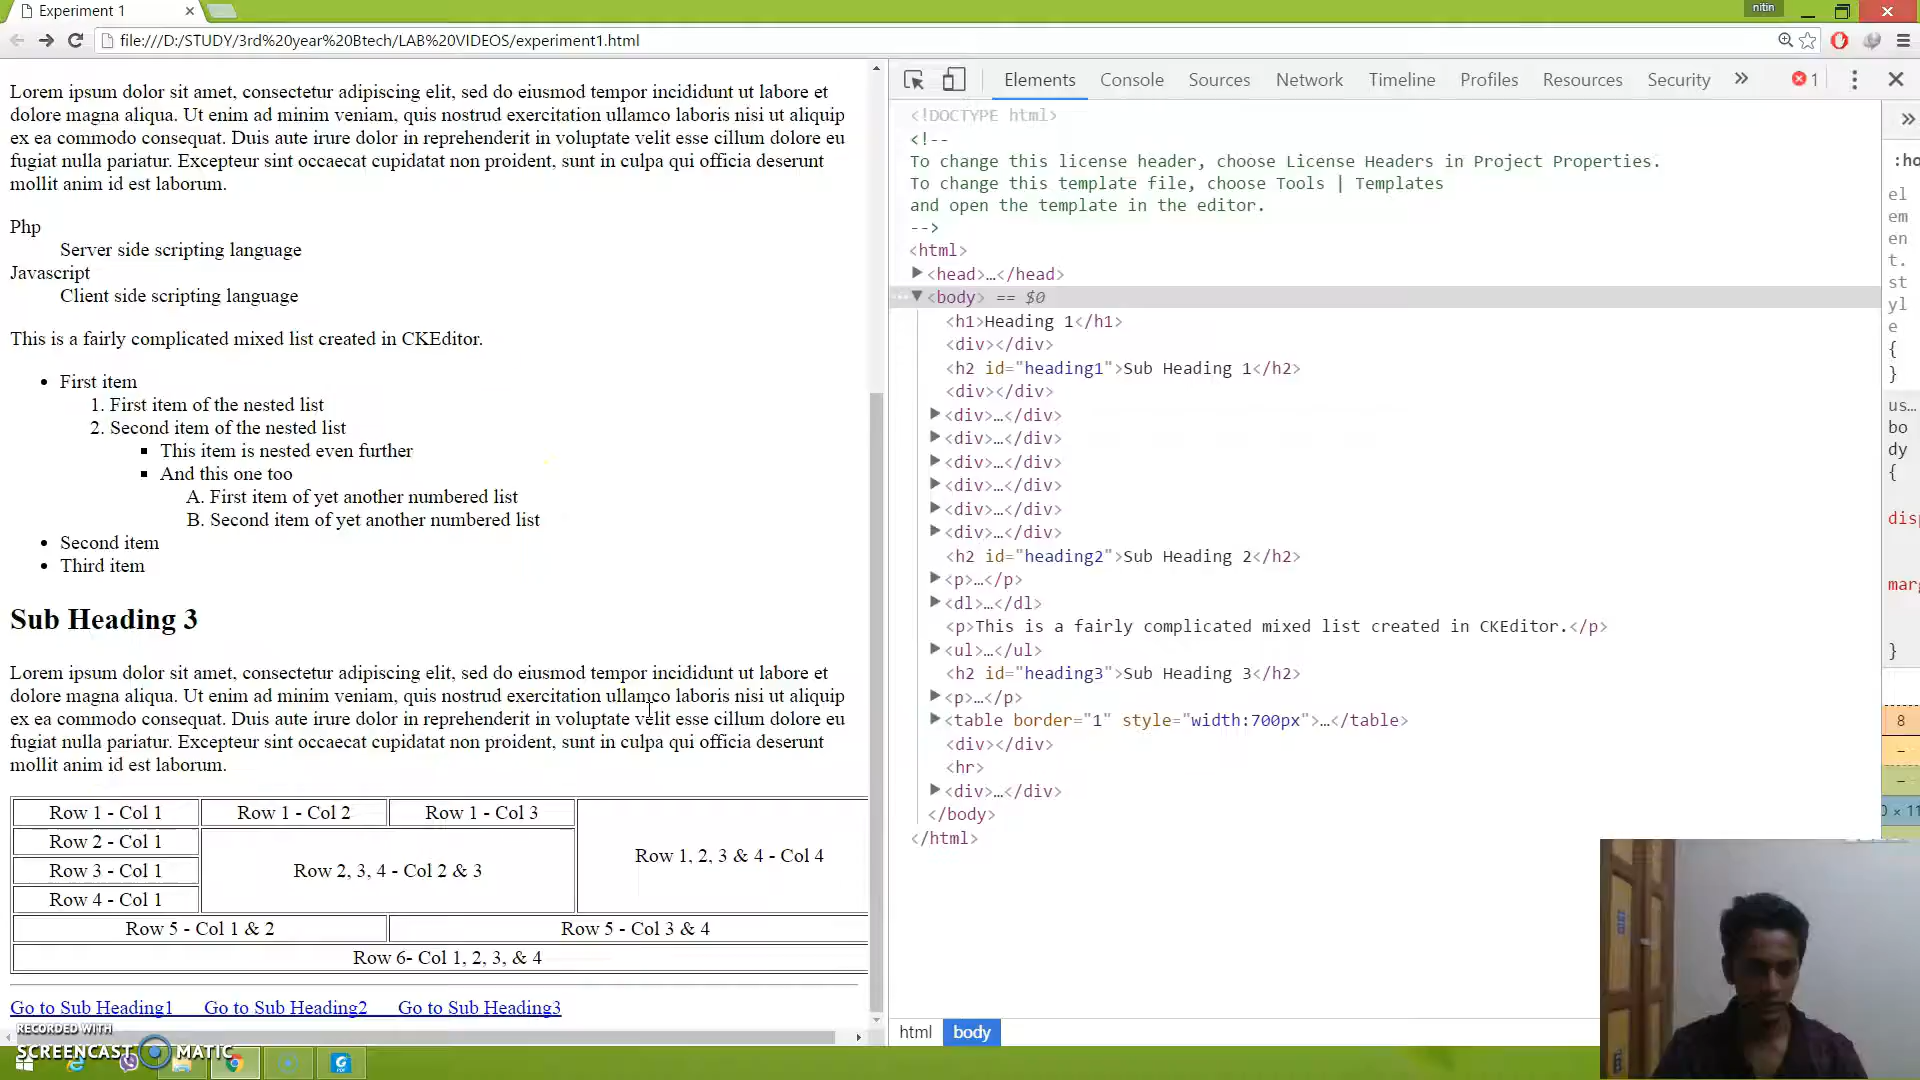 Experiment 1
nitin
file:///D:/STUDY/3rd%20year%20Btech/LAB%20VIDEOS/experiment1.html
Lorem ipsum dolor sit amet, consectetur adipiscing elit, sed do eiusmod tempor incididunt ut labore et
dolore magna aliqua. Ut enim ad minim veniam, quis nostrud exercitation ullamco laboris nisi ut aliquip
ex ea commodo consequat. Duis aute irure dolor in reprehenderit in voluptate velit esse cillum dolore eu
fugiat nulla pariatur. Excepteur sint occaecat cupidatat non proident, sunt in culpa qui officia deserunt
mollit anim id est laborum.
Php
Server side scripting language
Javascript
Client side scripting language
This is a fairly complicated mixed list created in CKEditor.
• First item
1. First item of the nested list
2. Second item of the nested list
▪ This item is nested even further
▪ And this one too
A. First item of yet another numbered list
B. Second item of yet another numbered list
• Second item
• Third item
Sub Heading 3
Lorem ipsum dolor sit amet, consectetur adipiscing elit, sed do eiusmod tempor incididunt ut labore et
dolore magna aliqua. Ut enim ad minim veniam, quis nostrud exercitation ullamco laboris nisi ut aliquip
ex ea commodo consequat. Duis aute irure dolor in reprehenderit in voluptate velit esse cillum dolore eu
fugiat nulla pariatur. Excepteur sint occaecat cupidatat non proident, sunt in culpa qui officia deserunt
mollit anim id est laborum.
Row 1 - Col 1 Row 1 - Col 2 Row 1 - Col 3
Row 1, 2, 3 & 4 - Col 4
Row 2 - Col 1
Row 2, 3, 4 - Col 2 & 3
Row 3 - Col 1
Row 4 - Col 1
Row 5 - Col 1 & 2 Row 5 - Col 3 & 4
Row 6- Col 1, 2, 3, & 4
Go to Sub Heading1 Go to Sub Heading2 Go to Sub Heading3
RECORDED WITH
SCREENCAST MATIC
Elements Console Sources Network Timeline Profiles Resources Security » 1
<!DOCTYPE html>
<!--
To change this license header, choose License Headers in Project Properties.
To change this template file, choose Tools | Templates
and open the template in the editor.
-->
<html>
▶<head>…</head>
▼<body> == $0
<h1>Heading 1</h1>
<div></div>
<h2 id="heading1">Sub Heading 1</h2>
<div></div>
▶<div>…</div>
▶<div>…</div>
▶<div>…</div>
▶<div>…</div>
▶<div>…</div>
▶<div>…</div>
<h2 id="heading2">Sub Heading 2</h2>
▶<p>…</p>
▶<dl>…</dl>
<p>This is a fairly complicated mixed list created in CKEditor.</p>
▶<ul>…</ul>
<h2 id="heading3">Sub Heading 3</h2>
▶<p>…</p>
▶<table border="1" style="width:700px">…</table>
<div></div>
<hr>
▶<div>…</div>
</body>
</html>
html body
»
:ho
el
em
en
t.
st
yl
e
{
}
us…
bo
dy
{
disp
marg
}
8
–
–
0 × 11